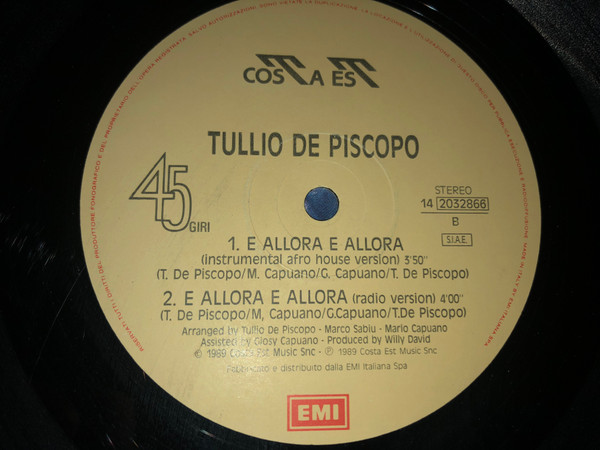 COSTA EST
TULLIO DE PISCOPO
45
GIRI
STEREO
14 2032866
B
S.I.A.E.
1. E ALLORA E ALLORA
(instrumental afro house version) 3'50"
(T. De Piscopo/M. Capuano/G. Capuano/T. De Piscopo)
2. E ALLORA E ALLORA (radio version) 4'00"
(T. De Piscopo/M, Capuano/G.Capuano/T.De Piscopo)
Arranged by Tullio De Piscopo - Marco Sabiu - Mario Capuano
Assisted by Giosy Capuano - Produced by Willy David
© 1989 Costa Est Music Snc - ℗ 1989 Costa Est Music Snc
Fabbricato e distribuito dalla EMI Italiana Spa
EMI